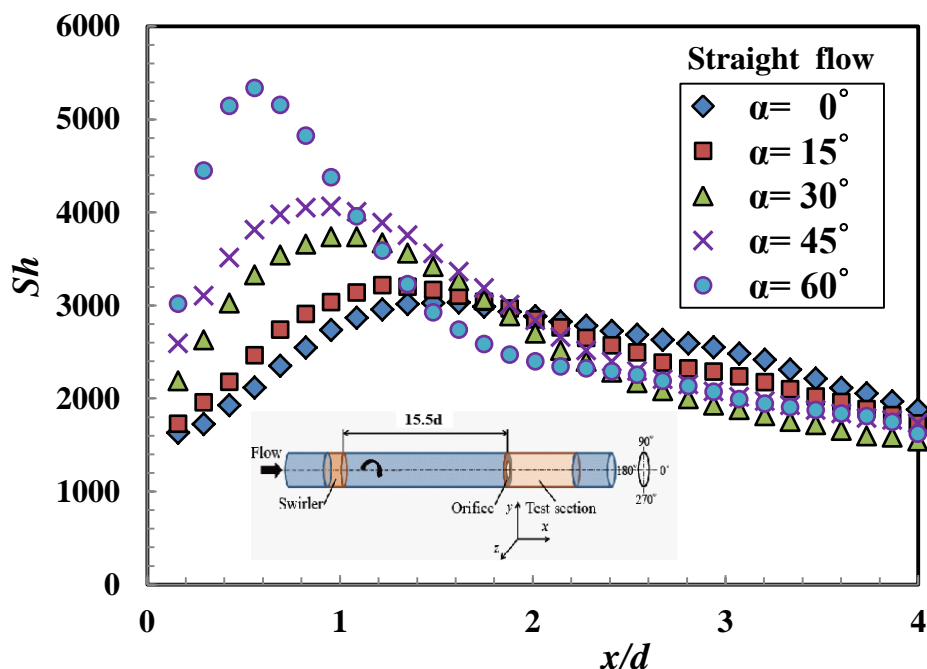 6000
5000
4000
3000
2000
1000
0
Sh
Straight flow
α= 0°
α= 15°
α= 30°
α= 45°
α= 60°
15.5d
Flow
Swirler
Orifice
Test section
90°
180°
0°
270°
y
x
z
0
1
2
3
4
x/d